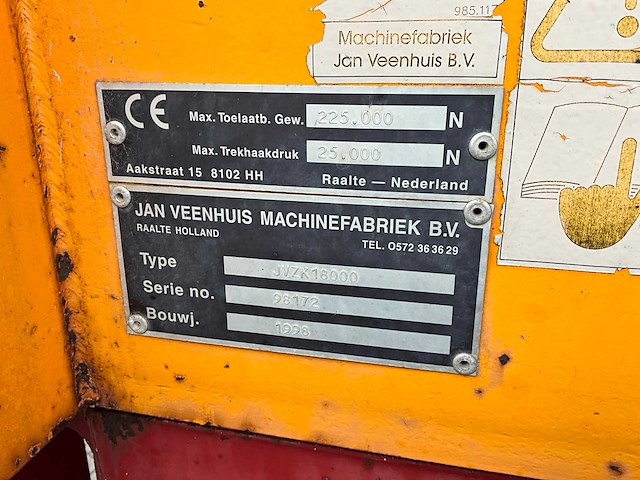 985.11
Machinefabriek
Jan Veenhuis B.V.
CE Max. Toelaatb. Gew. 225.000 N
Max. Trekhaakdruk 25.000 N
Aakstraat 15 8102 HH Raalte — Nederland
JAN VEENHUIS MACHINEFABRIEK B.V.
RAALTE HOLLAND
TEL. 0572 36 36 29
Type JVZK18000
Serie no. 98172
Bouwj. 1998